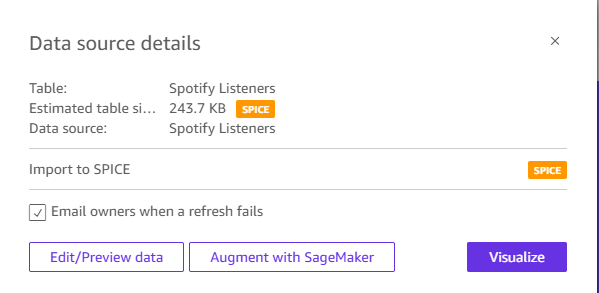 Data source details
Table: Spotify Listeners
Estimated table si... 243.7 KB SPICE
Data source: Spotify Listeners
Import to SPICE SPICE
Email owners when a refresh fails
Edit/Preview data Augment with SageMaker Visualize